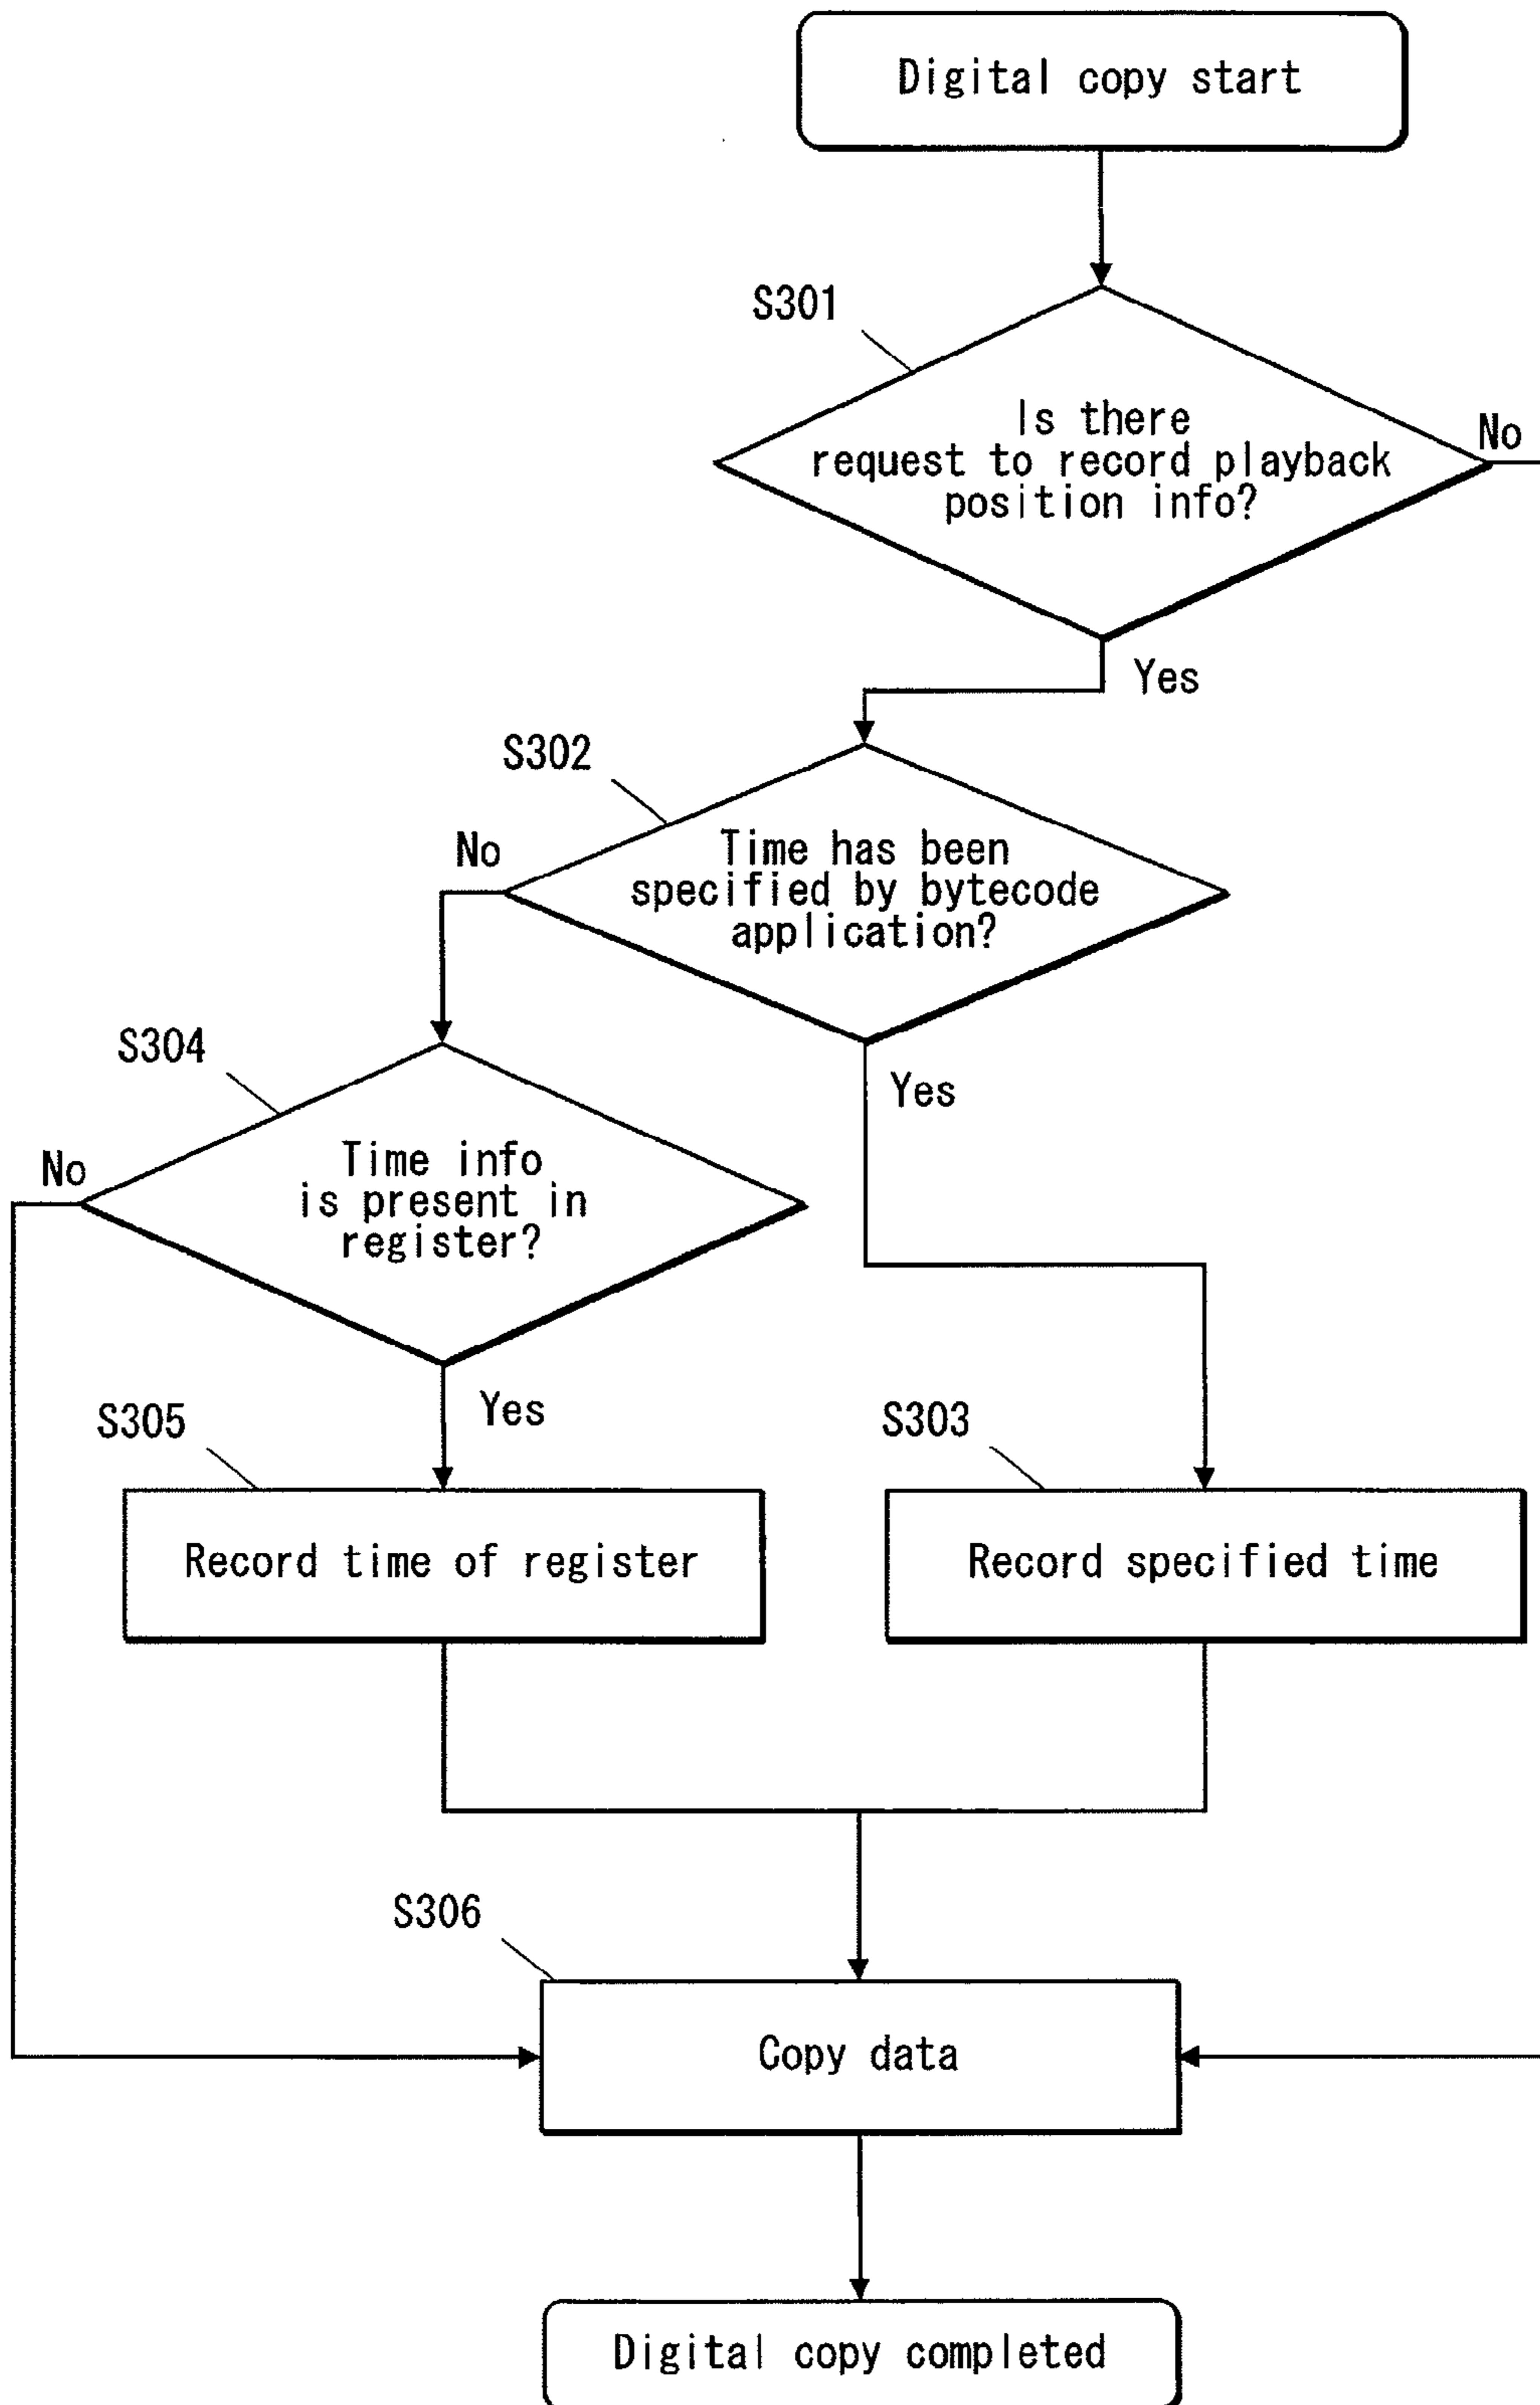 Digital copy start
S301
Is there
request to record playback
position info?
No
Yes
S302
No
Time has been
specified by bytecode
application?
Yes
S304
No
Time info
is present in
register?
Yes
S305
Record time of register
S303
Record specified time
S306
Copy data
Digital copy completed